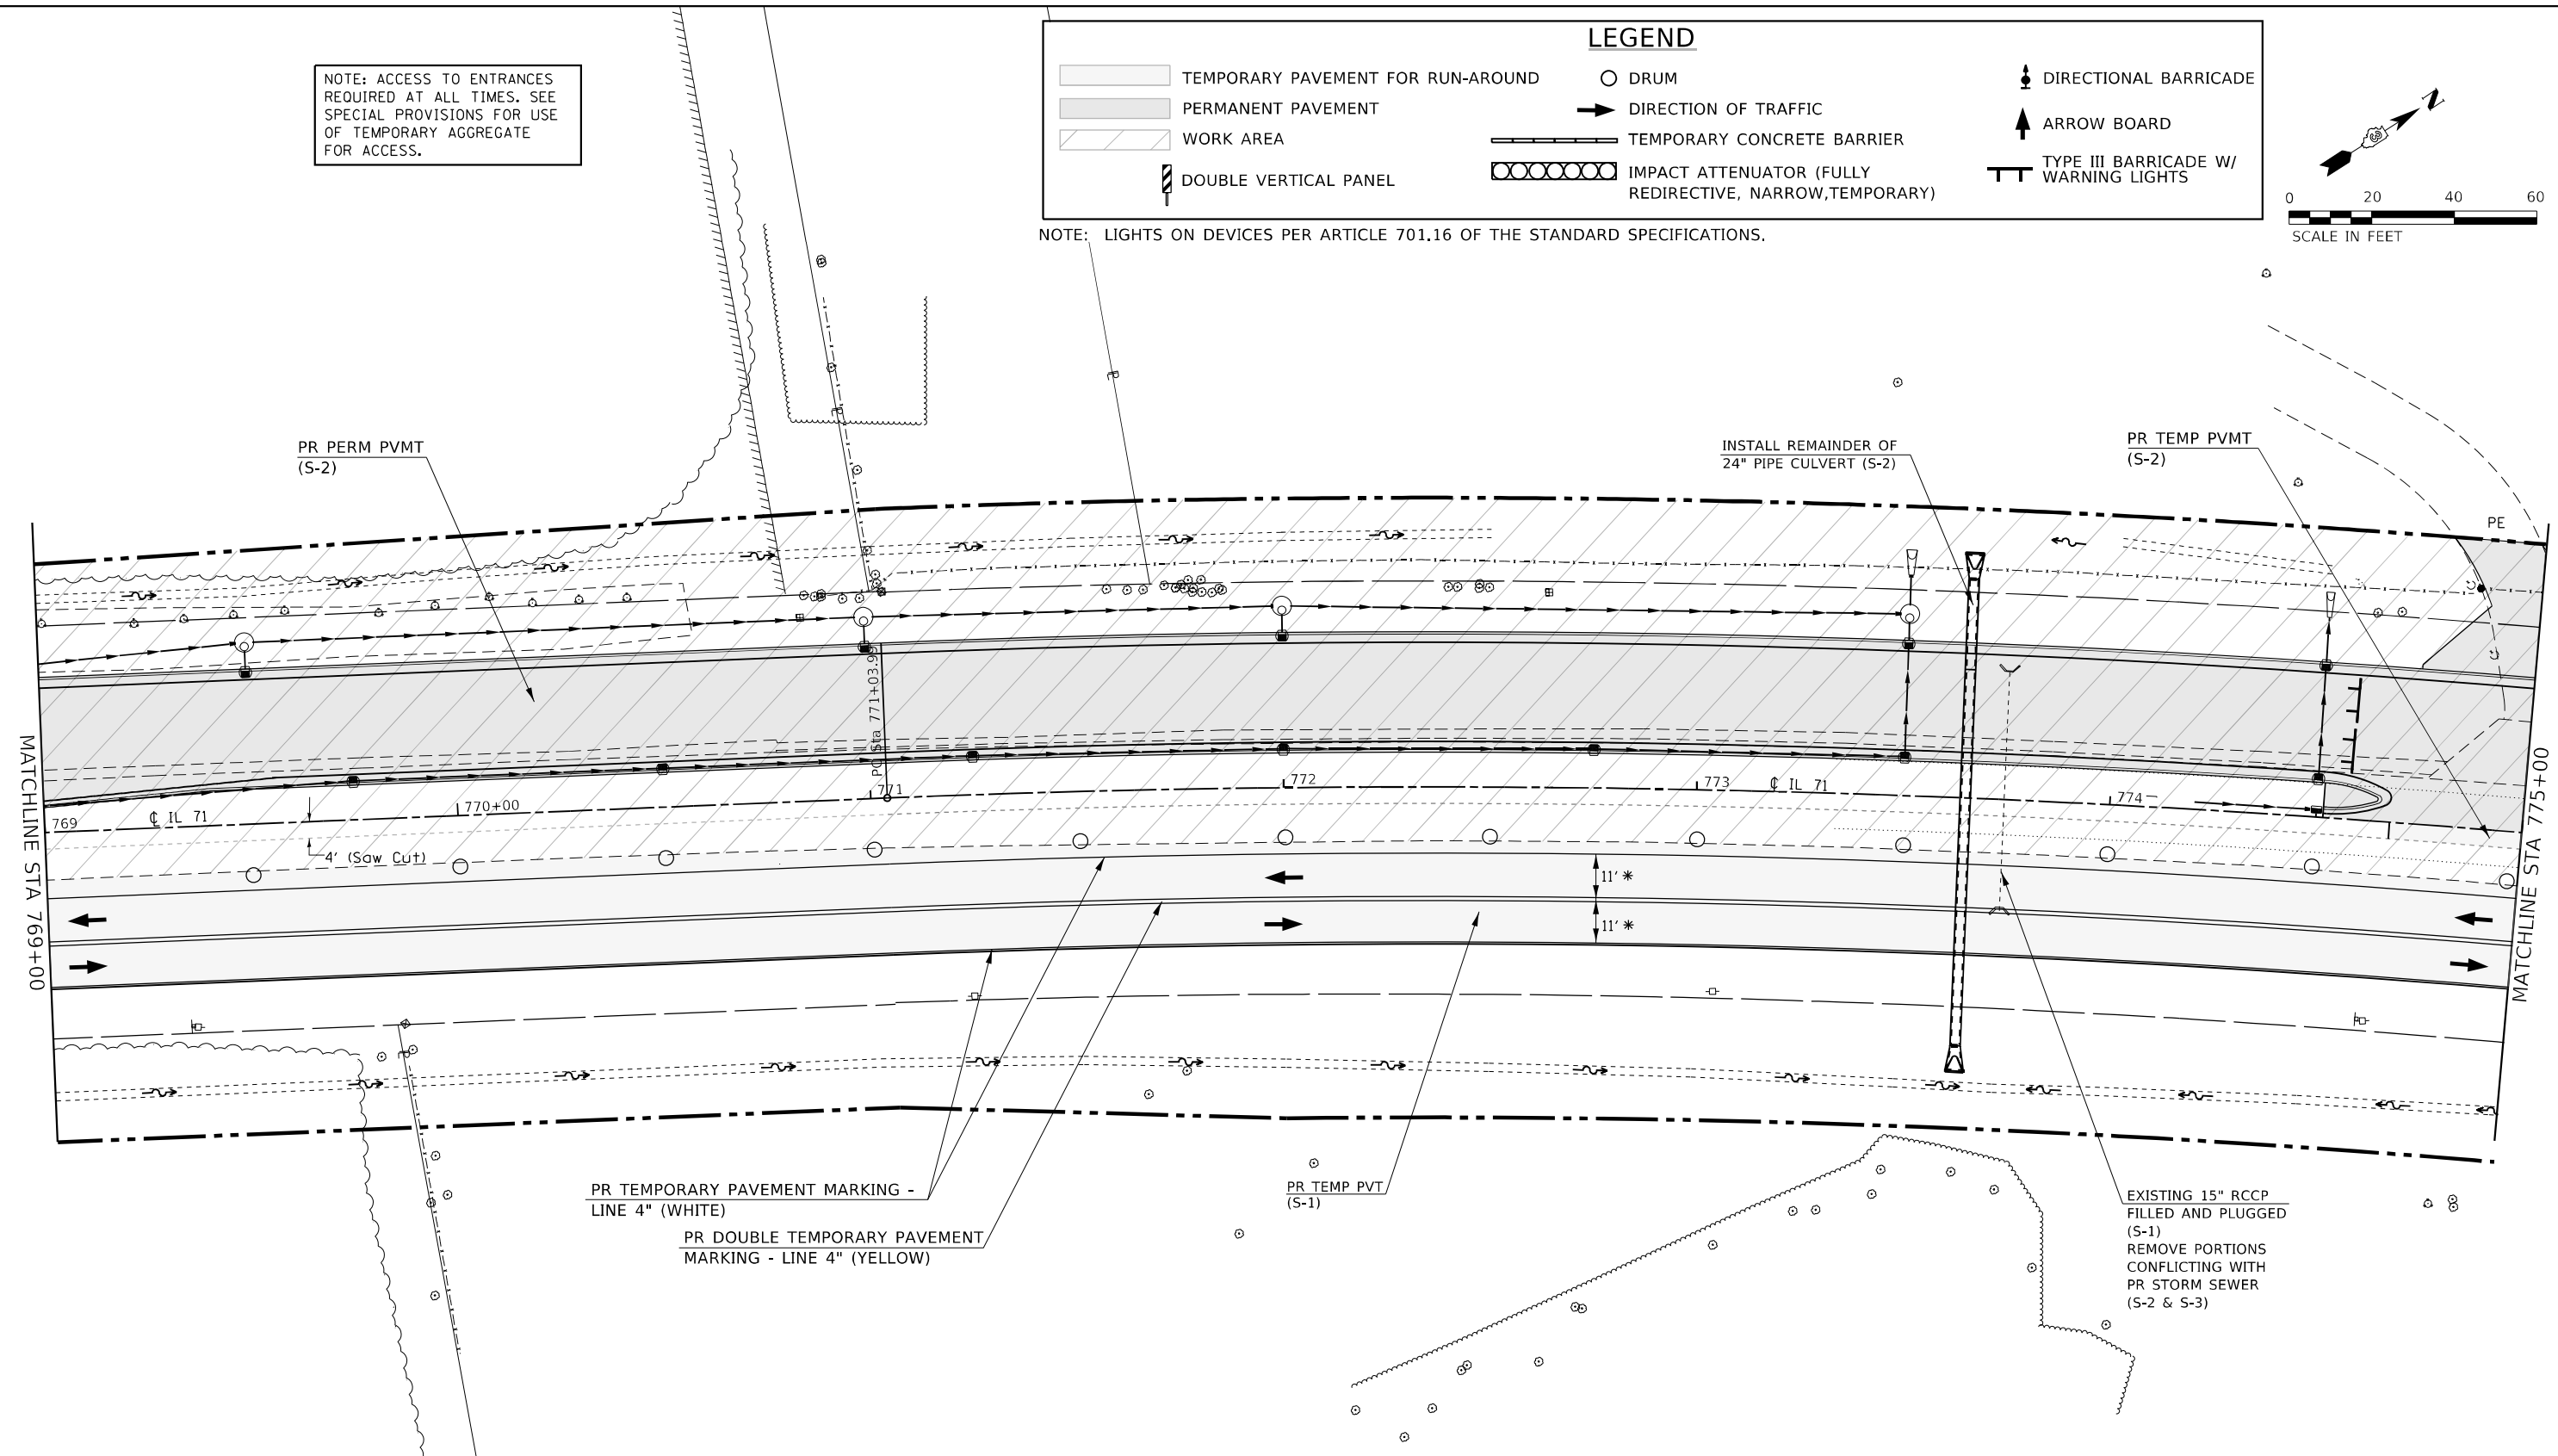 NOTE: ACCESS TO ENTRANCES
REQUIRED AT ALL TIMES. SEE
SPECIAL PROVISIONS FOR USE
OF TEMPORARY AGGREGATE
FOR ACCESS.
LEGEND
TEMPORARY PAVEMENT FOR RUN-AROUND
PERMANENT PAVEMENT
WORK AREA
DOUBLE VERTICAL PANEL
DRUM
DIRECTION OF TRAFFIC
TEMPORARY CONCRETE BARRIER
IMPACT ATTENUATOR (FULLY
REDIRECTIVE, NARROW,TEMPORARY)
DIRECTIONAL BARRICADE
ARROW BOARD
TYPE III BARRICADE W/
WARNING LIGHTS
NOTE: LIGHTS ON DEVICES PER ARTICLE 701.16 OF THE STANDARD SPECIFICATIONS.
N
0 20 40 60
SCALE IN FEET
PR PERM PVMT
(S-2)
INSTALL REMAINDER OF
24" PIPE CULVERT (S-2)
PR TEMP PVMT
(S-2)
PE
MATCHLINE STA 769+00
769
℄ IL 71
4' (Saw Cut)
770+00
PC Sta 771+03.99
771
772
773
℄ IL 71
774
MATCHLINE STA 775+00
11' *
11' *
PR TEMPORARY PAVEMENT MARKING -
LINE 4" (WHITE)
PR DOUBLE TEMPORARY PAVEMENT
MARKING - LINE 4" (YELLOW)
PR TEMP PVT
(S-1)
EXISTING 15" RCCP
FILLED AND PLUGGED
(S-1)
REMOVE PORTIONS
CONFLICTING WITH
PR STORM SEWER
(S-2 & S-3)